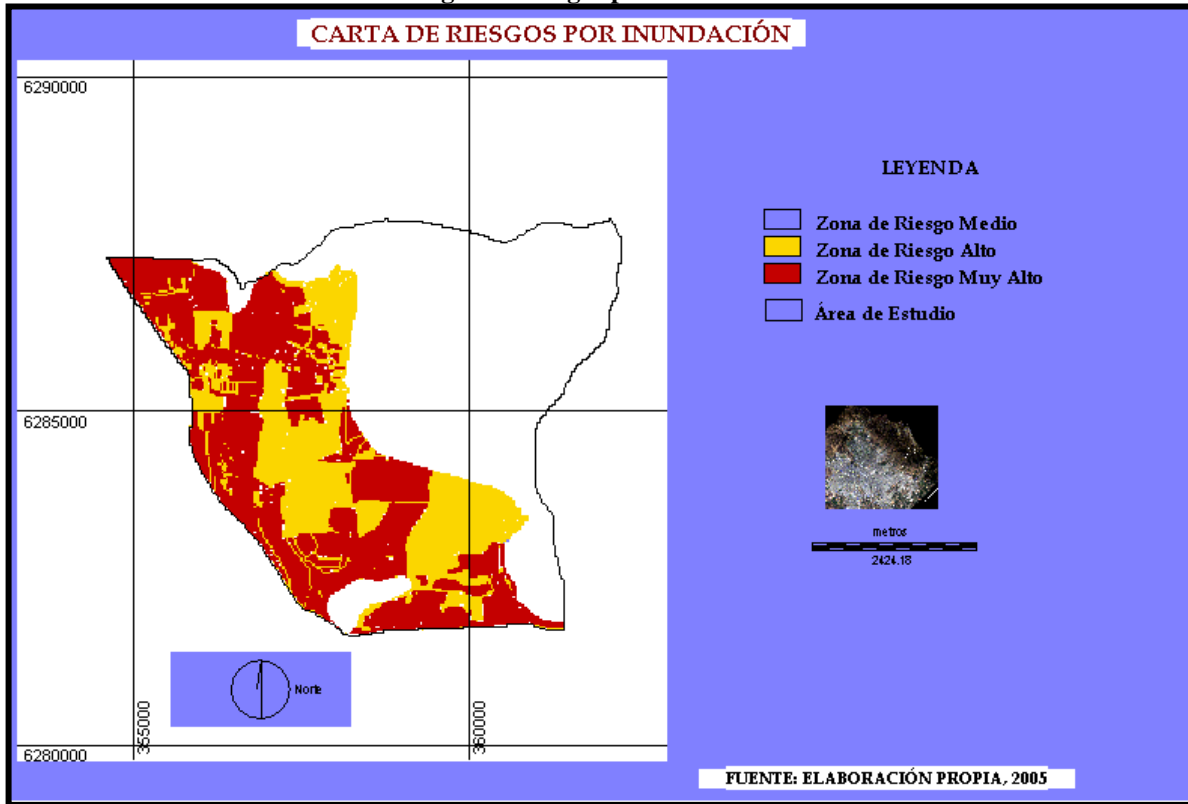 CARTA DE RIESGOS POR INUNDACIÓN
6290000
LEYENDA
Zona de Riesgo Medio
Zona de Riesgo Alto
Zona de Riesgo Muy Alto
Área de Estudio
6285000
metros
2424.18
Norte
355000
360000
6280000
FUENTE: ELABORACIÓN PROPIA, 2005